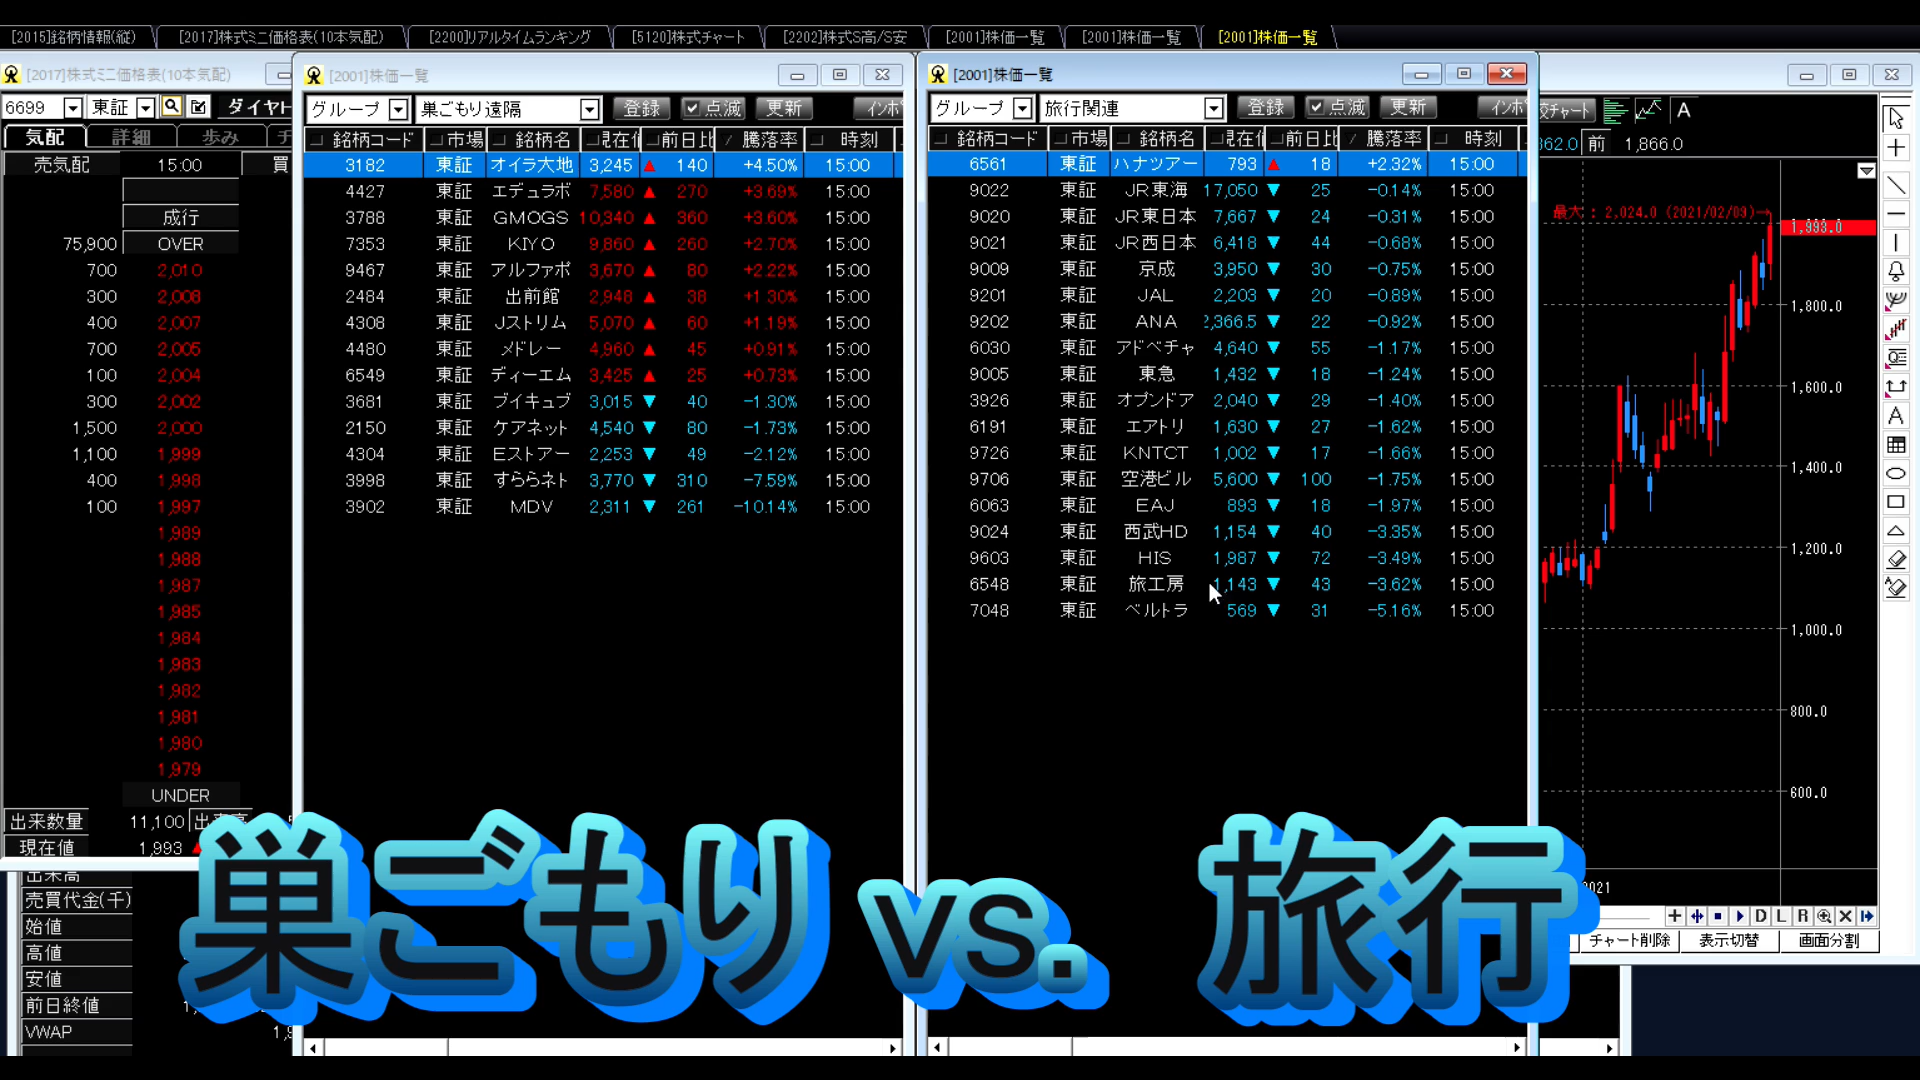 [2015]銘柄情報(縦) [2017]株式ミニ価格表(10本気配) [2200]リアルタイムランキング [5120]株式チャート [2202]株式S高/S安 [2001]株価一覧 [2001]株価一覧 [2001]株価一覧
[2017]株式ミニ価格表(10本気配)
6699 東証 ダイヤト
気配 詳細 歩み チ
売気配 15:00 買
成行
75,900 OVER
700 2,010
300 2,008
400 2,007
700 2,005
100 2,004
300 2,002
1,500 2,000
1,100 1,999
400 1,998
100 1,997
1,989
1,988
1,987
1,985
1,984
1,983
1,982
1,981
1,980
1,979
UNDER
出来数量 11,100
現在値 1,993 ▲
出来高
売買代金(千)
始値
高値
安値
前日終値
VWAP
[2001]株価一覧
グループ 巣ごもり遠隔 登録 点滅 更新 インポ
銘柄コード 市場 銘柄名 現在値 前日比 騰落率 時刻
3182 東証 オイラ大地 3,245 ▲ 140 +4.50% 15:00
4427 東証 エデュラボ 7,580 ▲ 270 +3.69% 15:00
3788 東証 GMOGS 10,340 ▲ 360 +3.60% 15:00
7353 東証 KIYO 9,860 ▲ 260 +2.70% 15:00
9467 東証 アルファポ 3,670 ▲ 80 +2.22% 15:00
2484 東証 出前館 2,948 ▲ 38 +1.30% 15:00
4308 東証 Jストリム 5,070 ▲ 60 +1.19% 15:00
4480 東証 メドレー 4,960 ▲ 45 +0.91% 15:00
6549 東証 ディーエム 3,425 ▲ 25 +0.73% 15:00
3681 東証 ブイキュブ 3,015 ▼ 40 -1.30% 15:00
2150 東証 ケアネット 4,540 ▼ 80 -1.73% 15:00
4304 東証 Eストアー 2,253 ▼ 49 -2.12% 15:00
3998 東証 すららネト 3,770 ▼ 310 -7.59% 15:00
3902 東証 MDV 2,311 ▼ 261 -10.14% 15:00
[2001]株価一覧
グループ 旅行関連 登録 点滅 更新 インポ
銘柄コード 市場 銘柄名 現在値 前日比 騰落率 時刻
6561 東証 ハナツアー 793 ▲ 18 +2.32% 15:00
9022 東証 JR東海 17,050 ▼ 25 -0.14% 15:00
9020 東証 JR東日本 7,667 ▼ 24 -0.31% 15:00
9021 東証 JR西日本 6,418 ▼ 44 -0.68% 15:00
9009 東証 京成 3,950 ▼ 30 -0.75% 15:00
9201 東証 JAL 2,203 ▼ 20 -0.89% 15:00
9202 東証 ANA 2,366.5 ▼ 22 -0.92% 15:00
6030 東証 アドベチャ 4,640 ▼ 55 -1.17% 15:00
9005 東証 東急 1,432 ▼ 18 -1.24% 15:00
3926 東証 オプンドア 2,040 ▼ 29 -1.40% 15:00
6191 東証 エアトリ 1,630 ▼ 27 -1.62% 15:00
9726 東証 KNTCT 1,002 ▼ 17 -1.66% 15:00
9706 東証 空港ビル 5,600 ▼ 100 -1.75% 15:00
6063 東証 EAJ 893 ▼ 18 -1.97% 15:00
9024 東証 西武HD 1,154 ▼ 40 -3.35% 15:00
9603 東証 HIS 1,987 ▼ 72 -3.49% 15:00
6548 東証 旅工房 1,143 ▼ 43 -3.62% 15:00
7048 東証 ベルトラ 569 ▼ 31 -5.16% 15:00
較チャート A
862.0 前 1,866.0
最大 : 2,024.0 (2021/02/09)→
1,993.0
1,800.0
1,600.0
1,400.0
1,200.0
1,000.0
800.0
600.0
2021
D L R
チャート削除 表示切替 画面分割
巣ごもり vs. 旅行